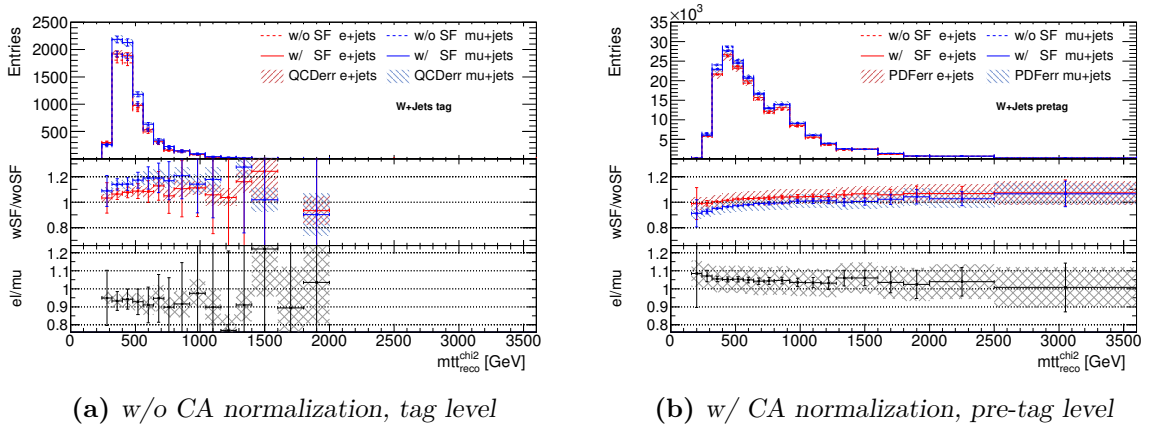 Entries
2500
2000
1500
1000
500
w/o SF e+jets
w/o SF mu+jets
w/ SF e+jets
w/ SF mu+jets
QCDerr e+jets
QCDerr mu+jets
W+Jets tag
wSF/woSF
1.2
1
0.8
el/mu
1.2
1.1
1
0.9
0.8
0 500 1000 1500 2000 2500 3000 3500
mtt^chi2_reco [GeV]
(a) w/o CA normalization, tag level
×10^3
Entries
35
30
25
20
15
10
5
w/o SF e+jets
w/o SF mu+jets
w/ SF e+jets
w/ SF mu+jets
PDFerr e+jets
PDFerr mu+jets
W+Jets pretag
wSF/woSF
1.2
1
0.8
el/mu
1.2
1.1
1
0.9
0 500 1000 1500 2000 2500 3000 3500
mtt^chi2_reco [GeV]
(b) w/ CA normalization, pre-tag level